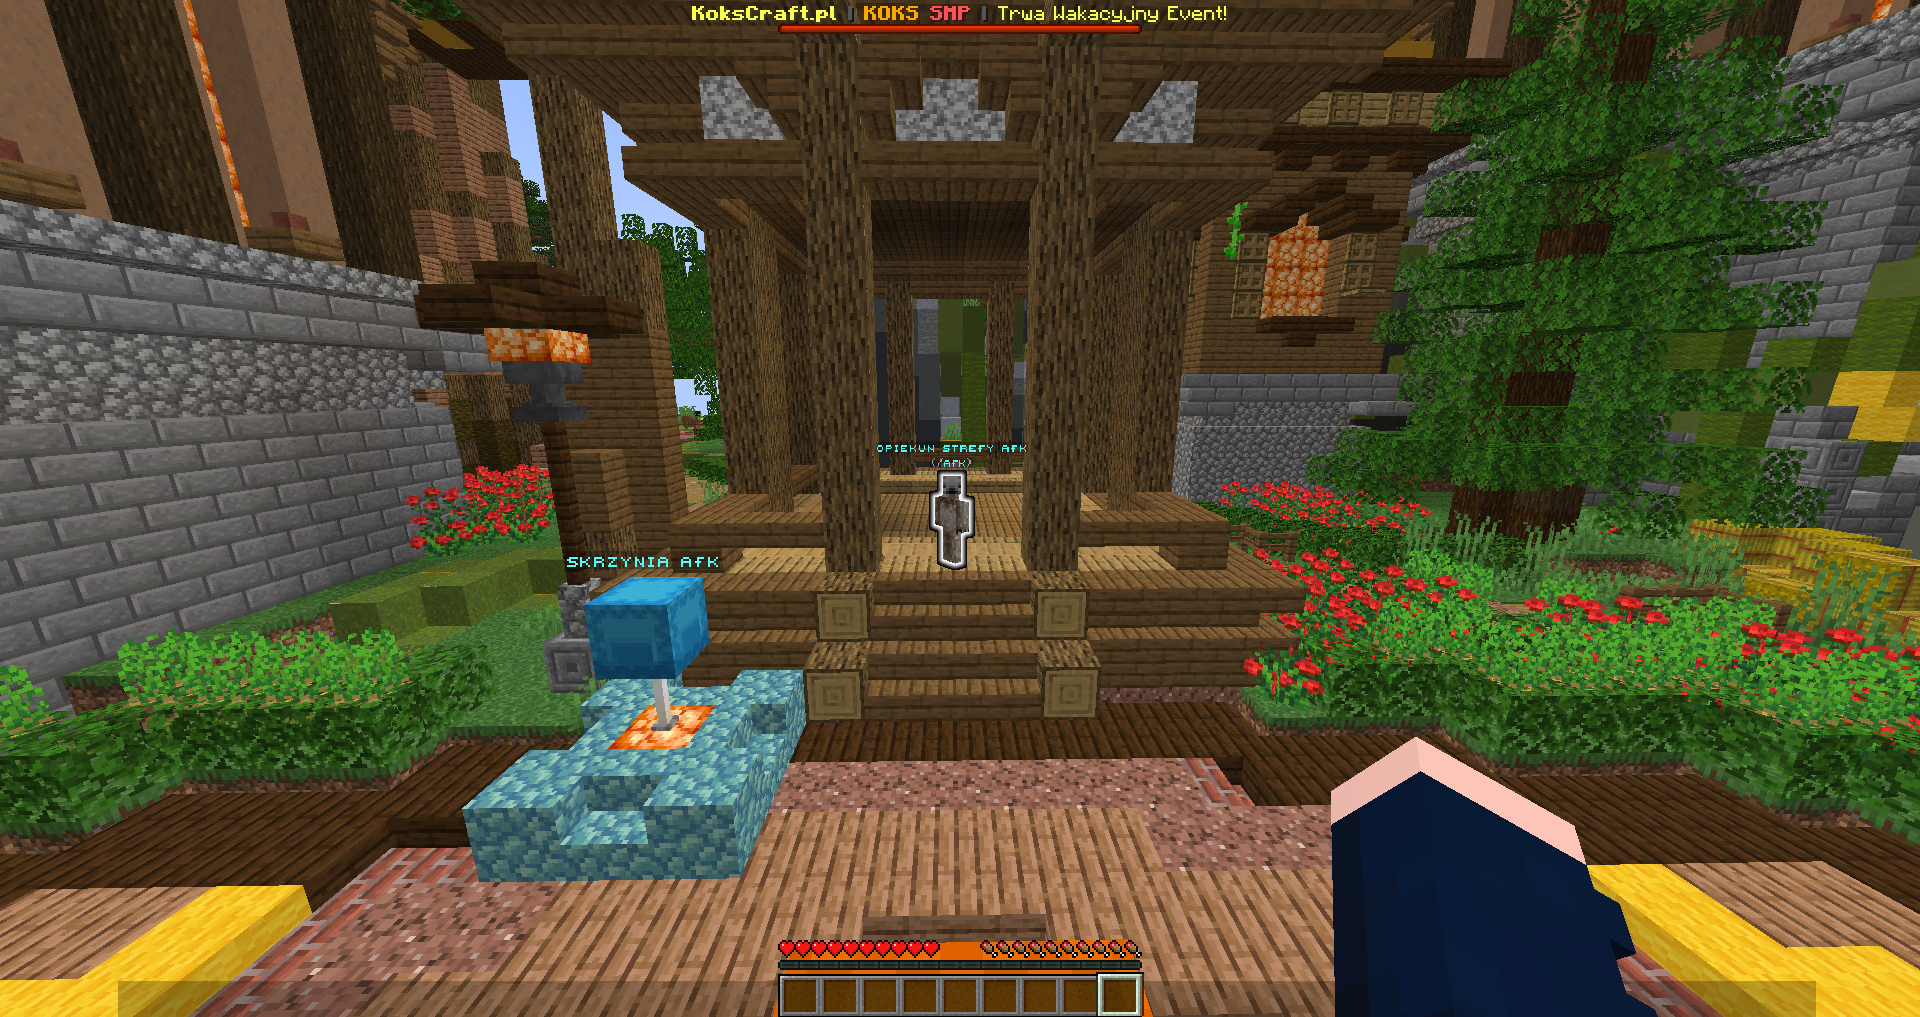 KoksCraft.pl | KOKS SMP | Trwa Wakacyjny Event!
OPIEKUN STREFY AFK
(/AFK)
SKRZYNIA AFK